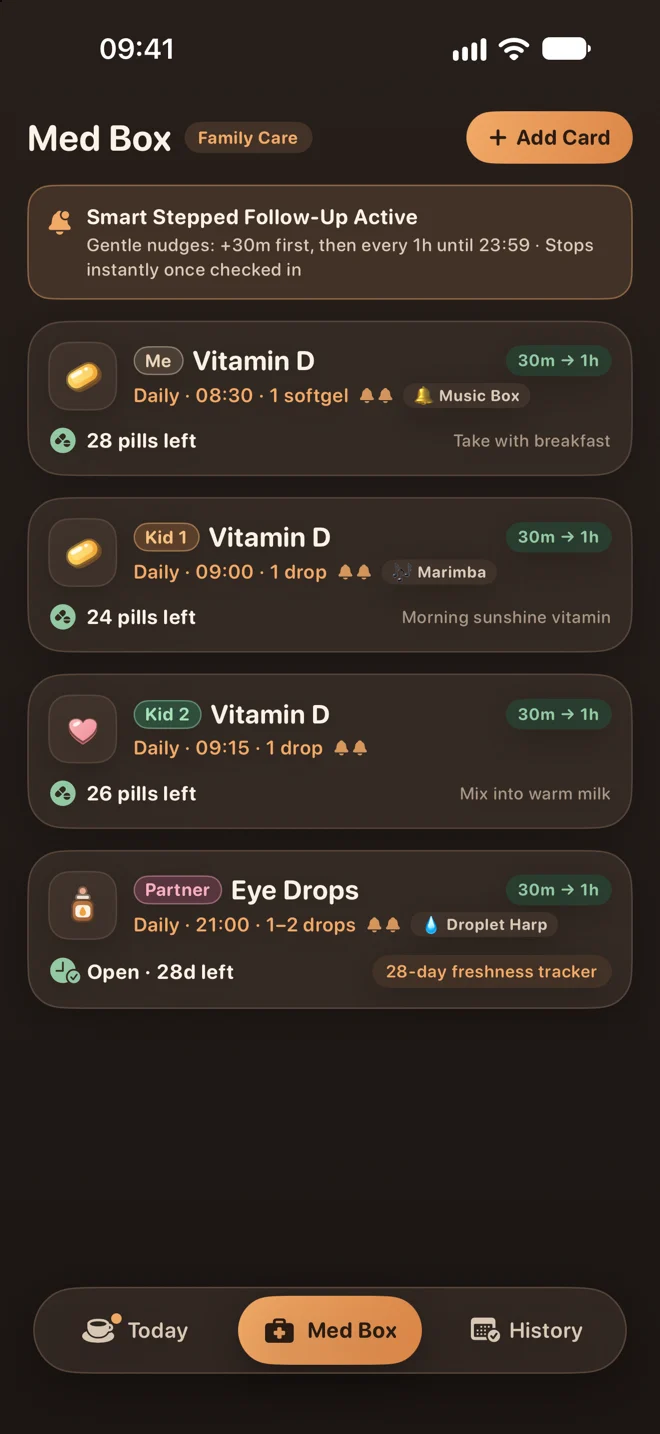 09:41
Med Box Family Care + Add Card
Smart Stepped Follow-Up Active
Gentle nudges: +30m first, then every 1h until 23:59 · Stops
instantly once checked in
Me Vitamin D 30m → 1h
Daily · 08:30 · 1 softgel Music Box
28 pills left Take with breakfast
Kid 1 Vitamin D 30m → 1h
Daily · 09:00 · 1 drop Marimba
24 pills left Morning sunshine vitamin
Kid 2 Vitamin D 30m → 1h
Daily · 09:15 · 1 drop
26 pills left Mix into warm milk
Partner Eye Drops 30m → 1h
Daily · 21:00 · 1–2 drops Droplet Harp
Open · 28d left 28-day freshness tracker
Today Med Box History